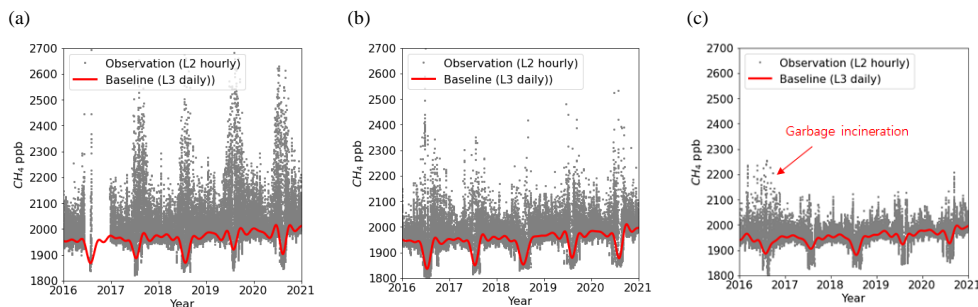 (a)
2700
2600
2500
2400
2300
2200
2100
2000
1900
1800
CH4 ppb
Observation (L2 hourly)
Baseline (L3 daily))
2016 2017 2018 2019 2020 2021
Year
(b)
2700
2600
2500
2400
2300
2200
2100
2000
1900
1800
CH4 ppb
Observation (L2 hourly)
Baseline (L3 daily)
2016 2017 2018 2019 2020 2021
Year
(c)
2700
2600
2500
2400
2300
2200
2100
2000
1900
1800
CH4 ppb
Observation (L2 hourly)
Baseline (L3 daily)
Garbage incineration
2016 2017 2018 2019 2020 2021
Year